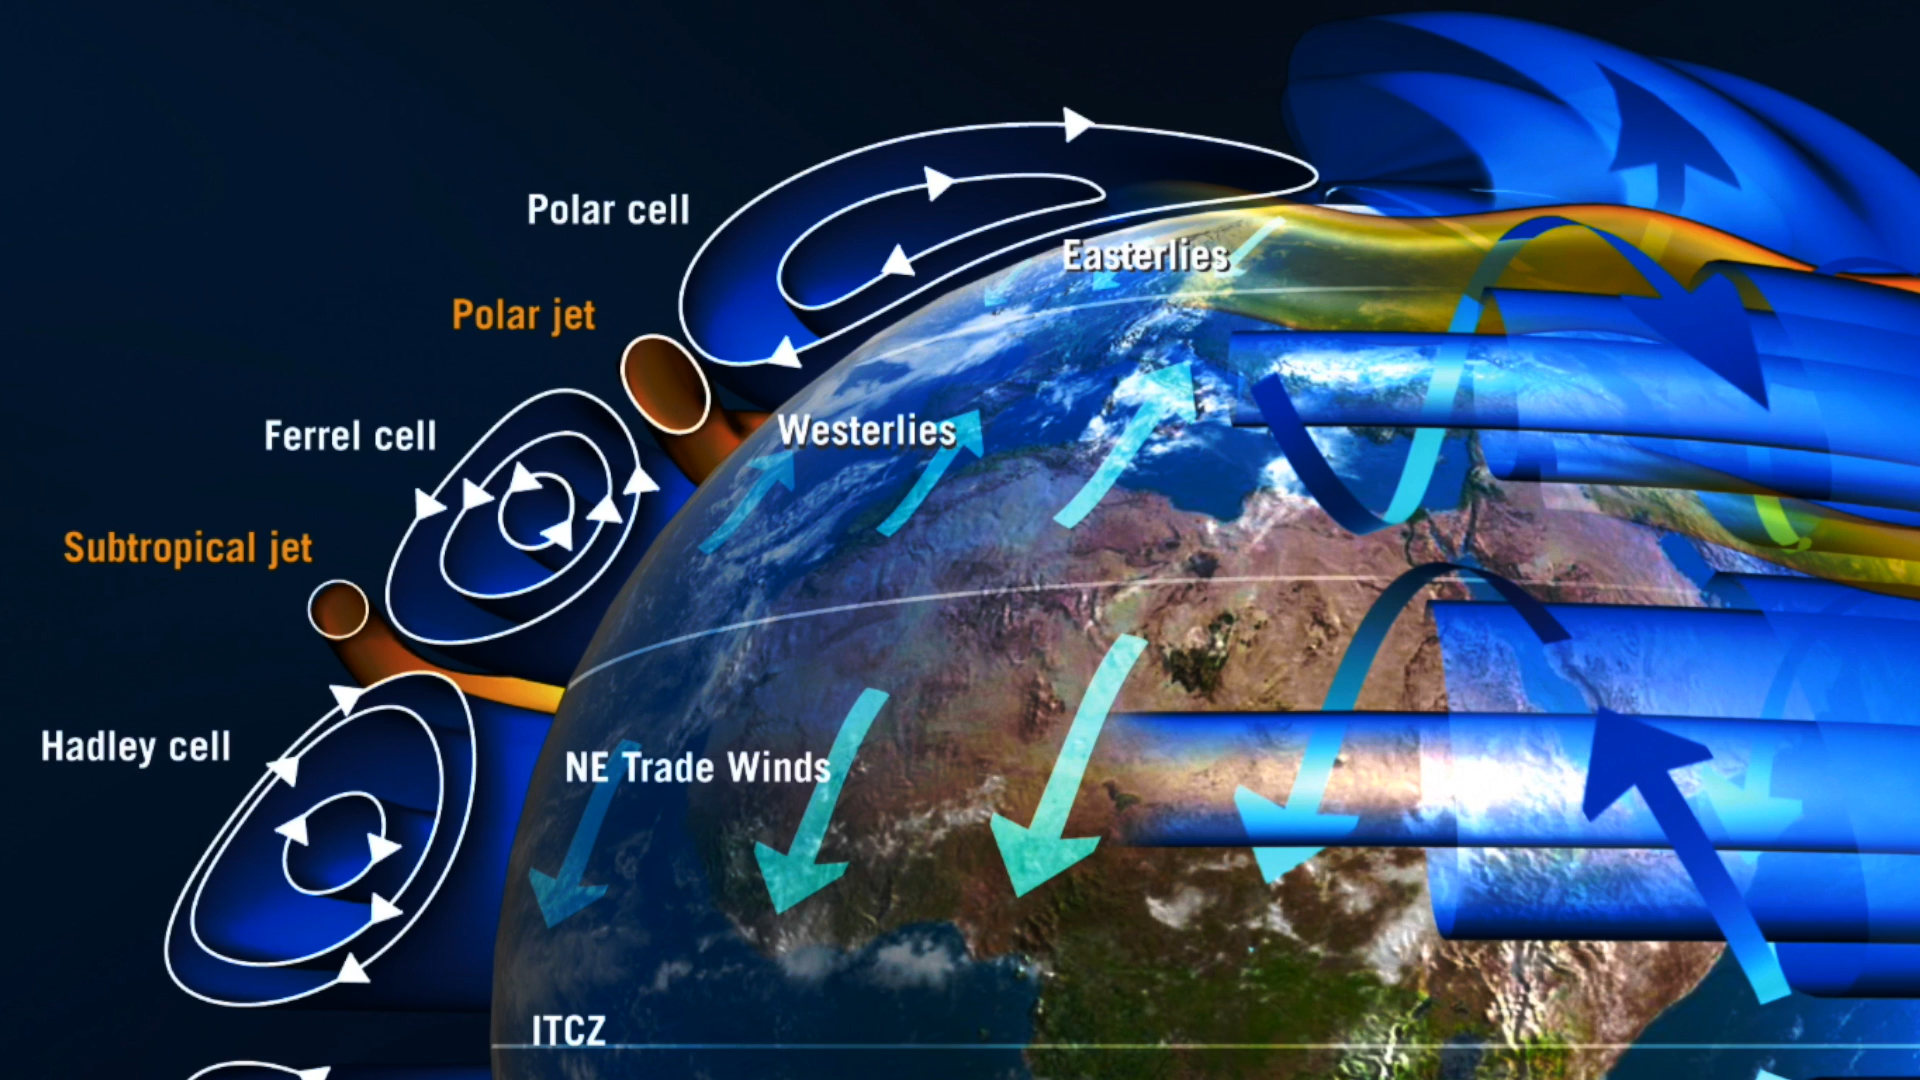 Polar cell
Easterlies
Polar jet
Westerlies
Ferrel cell
Subtropical jet
Hadley cell
NE Trade Winds
ITCZ